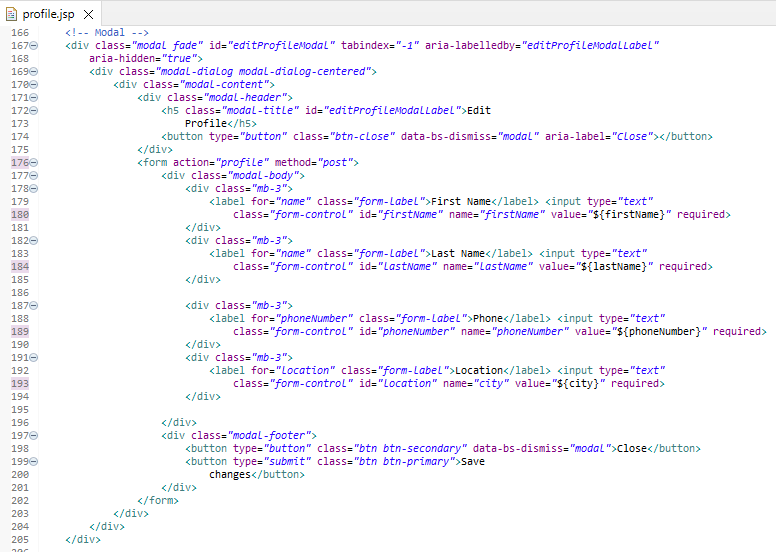 profile.jsp
166 <!-- Modal -->
167 <div class="modal fade" id="editProfileModal" tabindex="-1" aria-labelledby="editProfileModalLabel"
168 aria-hidden="true">
169 <div class="modal-dialog modal-dialog-centered">
170 <div class="modal-content">
171 <div class="modal-header">
172 <h5 class="modal-title" id="editProfileModalLabel">Edit
173 Profile</h5>
174 <button type="button" class="btn-close" data-bs-dismiss="modal" aria-label="Close"></button>
175 </div>
176 <form action="profile" method="post">
177 <div class="modal-body">
178 <div class="mb-3">
179 <label for="name" class="form-label">First Name</label> <input type="text"
180 class="form-control" id="firstName" name="firstName" value="${firstName}" required>
181 </div>
182 <div class="mb-3">
183 <label for="name" class="form-label">Last Name</label> <input type="text"
184 class="form-control" id="lastName" name="lastName" value="${lastName}" required>
185 </div>
186
187 <div class="mb-3">
188 <label for="phoneNumber" class="form-label">Phone</label> <input type="text"
189 class="form-control" id="phoneNumber" name="phoneNumber" value="${phoneNumber}" required>
190 </div>
191 <div class="mb-3">
192 <label for="location" class="form-label">Location</label> <input type="text"
193 class="form-control" id="location" name="city" value="${city}" required>
194 </div>
195
196 </div>
197 <div class="modal-footer">
198 <button type="button" class="btn btn-secondary" data-bs-dismiss="modal">Close</button>
199 <button type="submit" class="btn btn-primary">Save
200 changes</button>
201 </div>
202 </form>
203 </div>
204 </div>
205 </div>